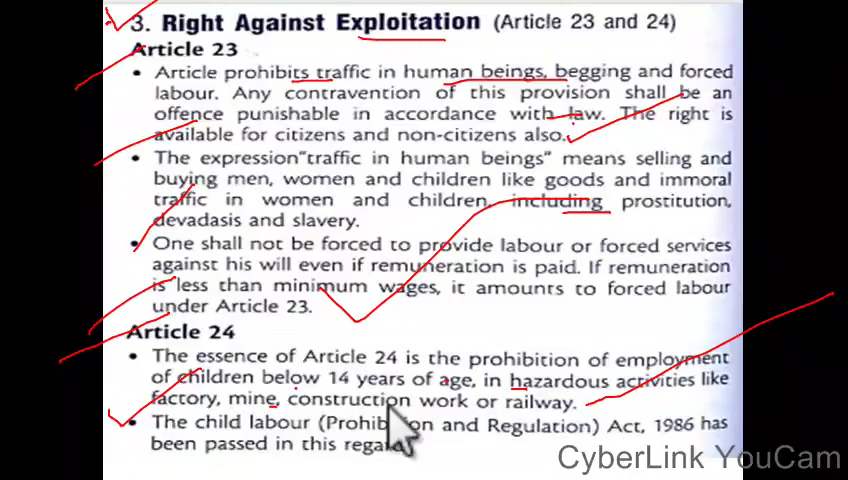 3. Right Against Exploitation (Article 23 and 24)
Article 23
• Article prohibits traffic in human beings, begging and forced
labour. Any contravention of this provision shall be an
offence punishable in accordance with law. The right is
available for citizens and non-citizens also.
• The expression"traffic in human beings" means selling and
buying men, women and children like goods and immoral
traffic in women and children, including prostitution,
devadasis and slavery.
• One shall not be forced to provide labour or forced services
against his will even if remuneration is paid. If remuneration
is less than minimum wages, it amounts to forced labour
under Article 23.
Article 24
• The essence of Article 24 is the prohibition of employment
of children below 14 years of age, in hazardous activities like
factory, mine, construction work or railway.
• The child labour (Prohibition and Regulation) Act, 1986 has
been passed in this regard
CyberLink YouCam